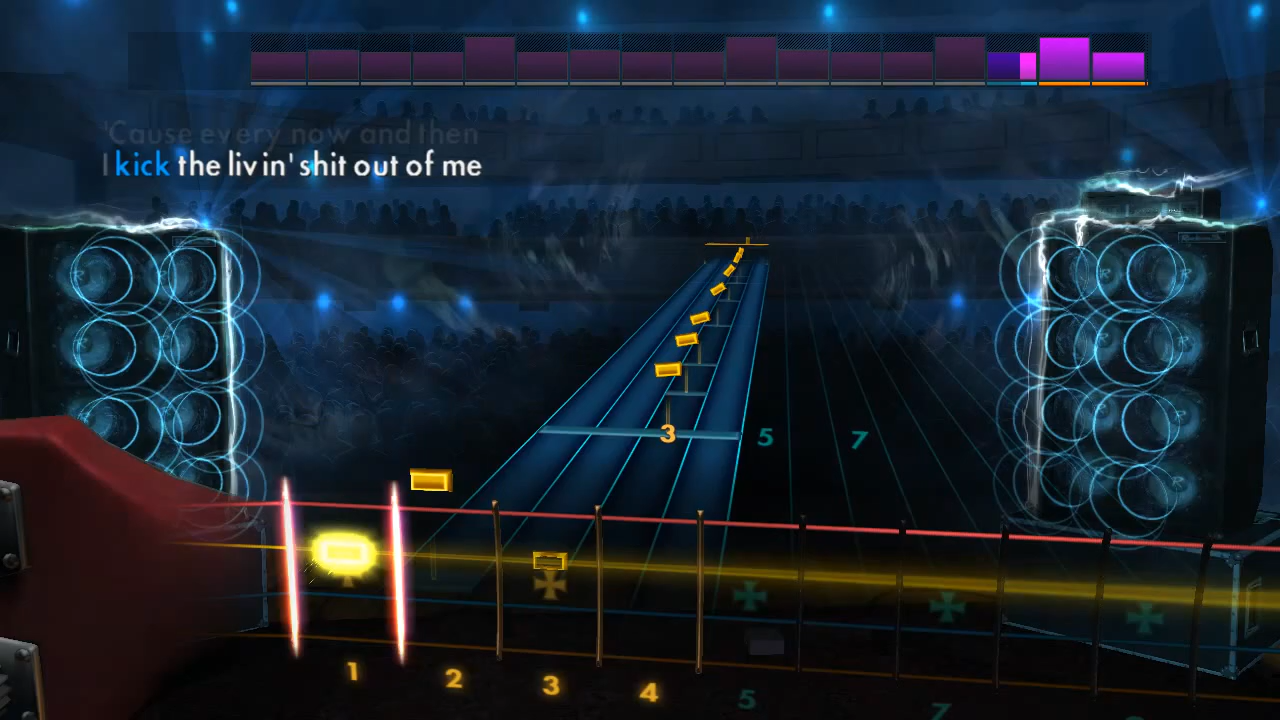 'Cause every now and then
I kick the livin' shit out of me
3 5 7
1 2 3 4 5 7